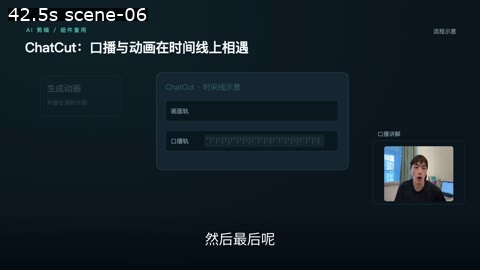 42.5s scene-06
AI 剪辑 / 组件复用
流程示意
ChatCut：口播与动画在时间线上相遇
生成动画
ChatCut · 时间线示意
画面轨
口播轨
口播讲解
然后最后呢